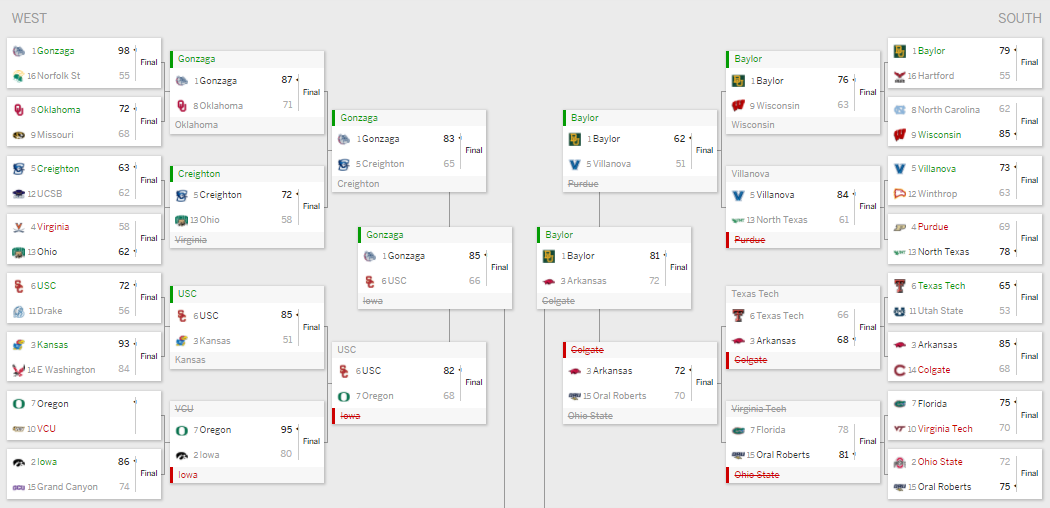 WEST
SOUTH
1 Gonzaga 98
16 Norfolk St 55
Final
8 Oklahoma 72
9 Missouri 68
Final
5 Creighton 63
12 UCSB 62
Final
4 Virginia 58
13 Ohio 62
Final
6 USC 72
11 Drake 56
Final
3 Kansas 93
14 E Washington 84
Final
7 Oregon
10 VCU
2 Iowa 86
15 Grand Canyon 74
Final
Gonzaga
1 Gonzaga 87
8 Oklahoma 71
Final
Oklahoma
Creighton
5 Creighton 72
13 Ohio 58
Final
Virginia
USC
6 USC 85
3 Kansas 51
Final
Kansas
VCU
7 Oregon 95
2 Iowa 80
Final
Iowa
Gonzaga
1 Gonzaga 83
5 Creighton 65
Final
Creighton
USC
6 USC 82
7 Oregon 68
Final
Iowa
Gonzaga
1 Gonzaga 85
6 USC 66
Final
Iowa
Baylor
1 Baylor 81
3 Arkansas 72
Final
Colgate
Baylor
1 Baylor 62
5 Villanova 51
Final
Purdue
Colgate
3 Arkansas 72
15 Oral Roberts 70
Final
Ohio State
Baylor
1 Baylor 76
9 Wisconsin 63
Final
Wisconsin
Villanova
5 Villanova 84
13 North Texas 61
Final
Purdue
Texas Tech
6 Texas Tech 66
3 Arkansas 68
Final
Colgate
Virginia Tech
7 Florida 78
15 Oral Roberts 81
Final
Ohio State
1 Baylor 79
16 Hartford 55
Final
8 North Carolina 62
9 Wisconsin 85
Final
5 Villanova 73
12 Winthrop 63
Final
4 Purdue 69
13 North Texas 78
Final
6 Texas Tech 65
11 Utah State 53
Final
3 Arkansas 85
14 Colgate 68
Final
7 Florida 75
10 Virginia Tech 70
Final
2 Ohio State 72
15 Oral Roberts 75
Final